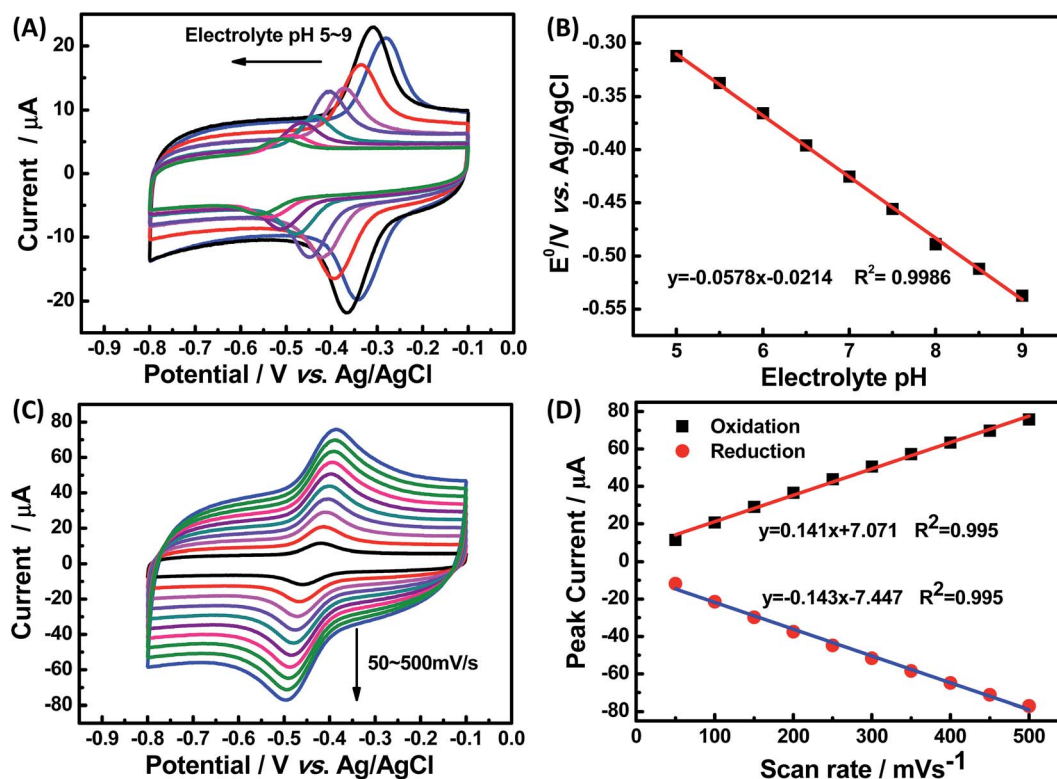 (A)
Electrolyte pH 5~9
20
10
0
-10
-20
Current / μA
-0.9 -0.8 -0.7 -0.6 -0.5 -0.4 -0.3 -0.2 -0.1 0.0
Potential / V vs. Ag/AgCl
(B)
-0.30
-0.35
-0.40
-0.45
-0.50
-0.55
E⁰/V vs. Ag/AgCl
y=-0.0578x-0.0214 R²= 0.9986
5 6 7 8 9
Electrolyte pH
(C)
80
60
40
20
0
-20
-40
-60
-80
Current / μA
50~500mV/s
-0.9 -0.8 -0.7 -0.6 -0.5 -0.4 -0.3 -0.2 -0.1 0.0
Potential / V vs. Ag/AgCl
(D)
Oxidation
Reduction
80
60
40
20
0
-20
-40
-60
-80
Peak Current / μA
y=0.141x+7.071 R²=0.995
y=-0.143x-7.447 R²=0.995
100 200 300 400 500
Scan rate / mVs⁻¹